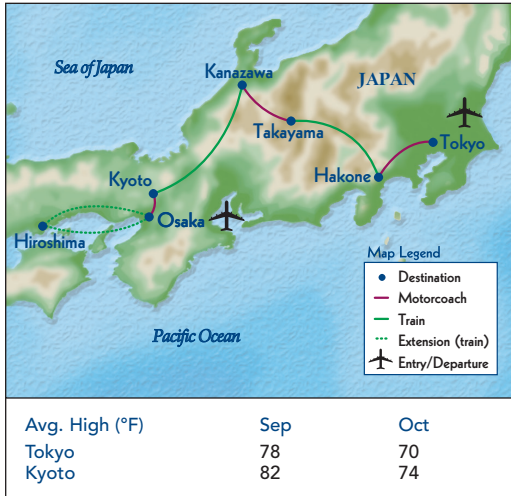 Sea of Japan
Kanazawa
JAPAN
Takayama
Tokyo
Hakone
Kyoto
Osaka
Hiroshima
Pacific Ocean
Map Legend
Destination
Motorcoach
Train
Extension (train)
Entry/Departure
Avg. High (°F) Sep Oct
Tokyo 78 70
Kyoto 82 74